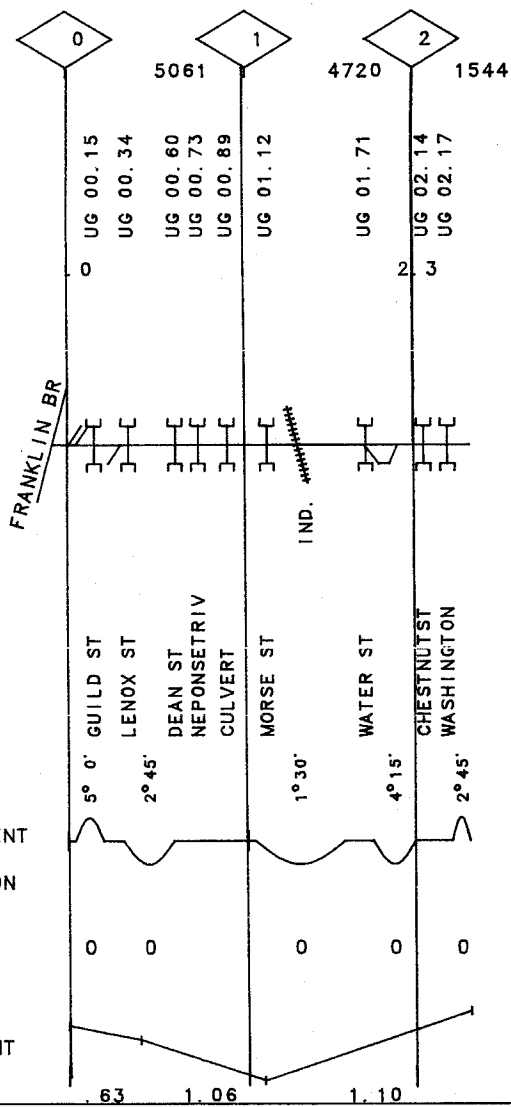 0 1 2
5061 4720 1544
UG 00.15
UG 00.34
UG 00.60
UG 00.73
UG 00.89
UG 01.12
UG 01.71
UG 02.14
UG 02.17
0 2.3
FRANKLIN BR
IND.
GUILD ST
LENOX ST
DEAN ST
NEPONSETRIV
CULVERT
MORSE ST
WATER ST
CHESTNUTST
WASHINGTON
5° 0' 2° 45' 1° 30' 4° 15' 2° 45'
ENT
ON
0 0 0 0 0
NT
.63 1.06 1.10